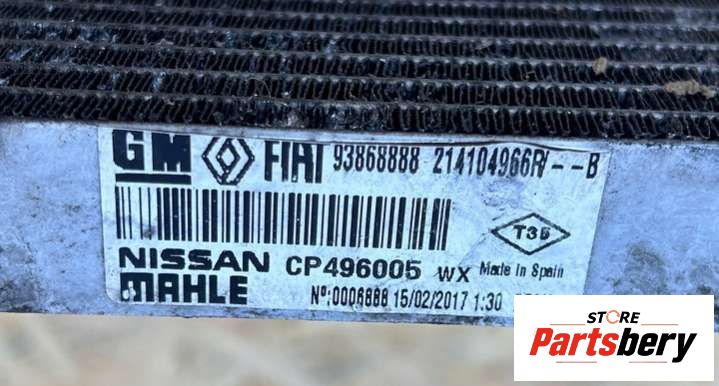 GM FIAT 93868888 214104966R/--B
NISSAN CP496005 WX Made In Spain
MAHLE Nº:0006888 15/02/2017 1:30
STORE
Partsbery